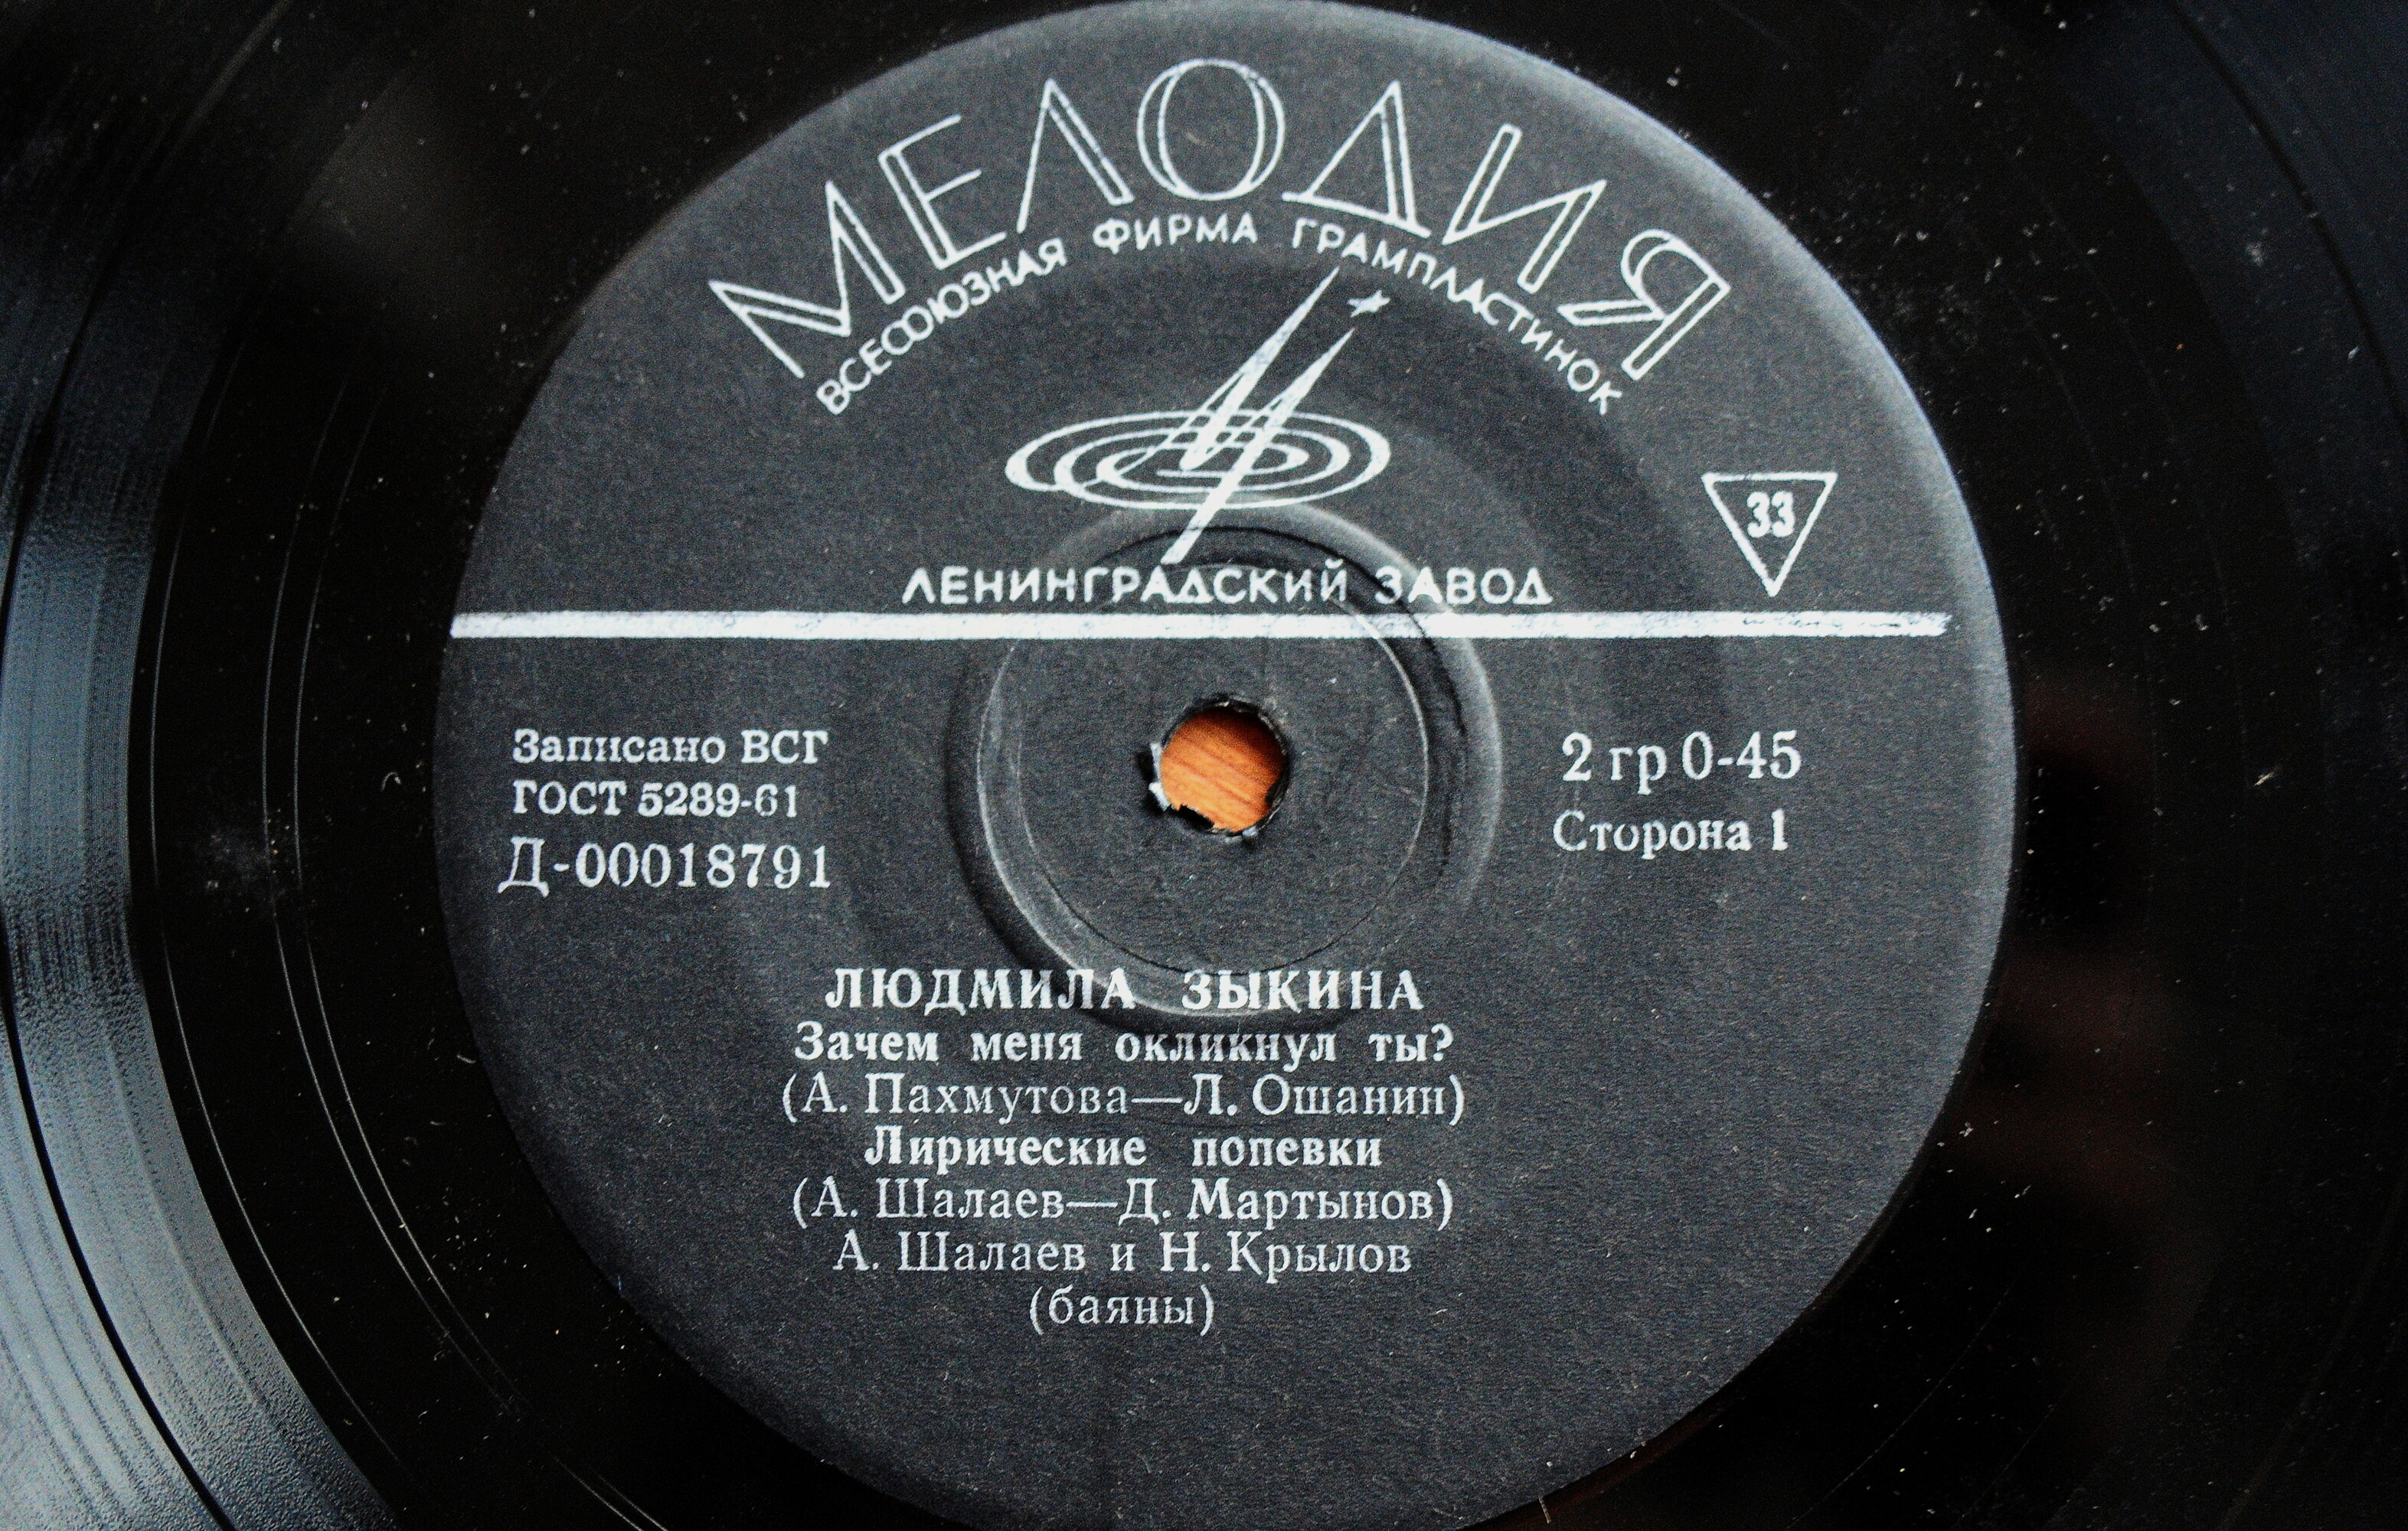 МЕЛОДИЯ
ВСЕСОЮЗНАЯ ФИРМА ГРАМПЛАСТИНОК
33
ЛЕНИНГРАДСКИЙ ЗАВОД
Записано ВСГ
ГОСТ 5289-61
Д-00018791
2 гр 0-45
Сторона 1
ЛЮДМИЛА ЗЫКИНА
Зачем меня окликнул ты?
(А. Пахмутова—Л. Ошанин)
Лирические попевки
(А. Шалаев—Д. Мартынов)
А. Шалаев и Н. Крылов
(баяны)